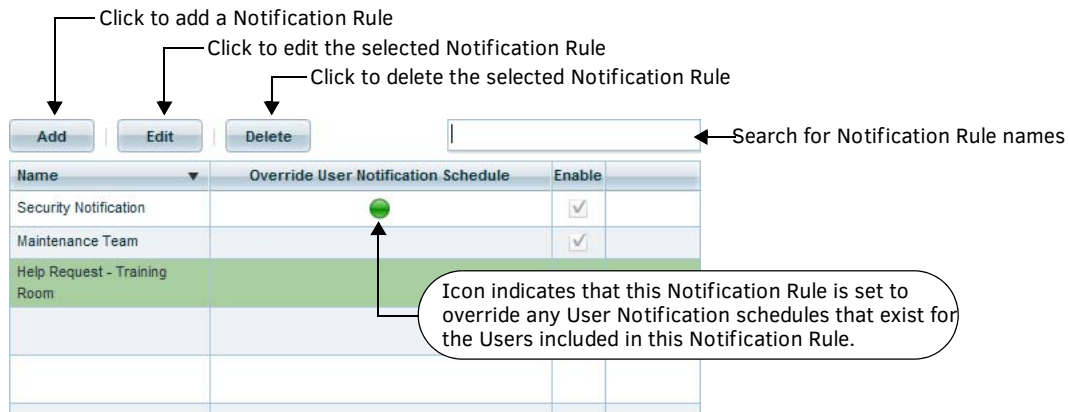 Click to add a Notification Rule
Click to edit the selected Notification Rule
Click to delete the selected Notification Rule
Add
Edit
Delete
Search for Notification Rule names
Name
Override User Notification Schedule
Enable
Security Notification
Maintenance Team
Help Request - Training
Room
Icon indicates that this Notification Rule is set to
override any User Notification schedules that exist for
the Users included in this Notification Rule.